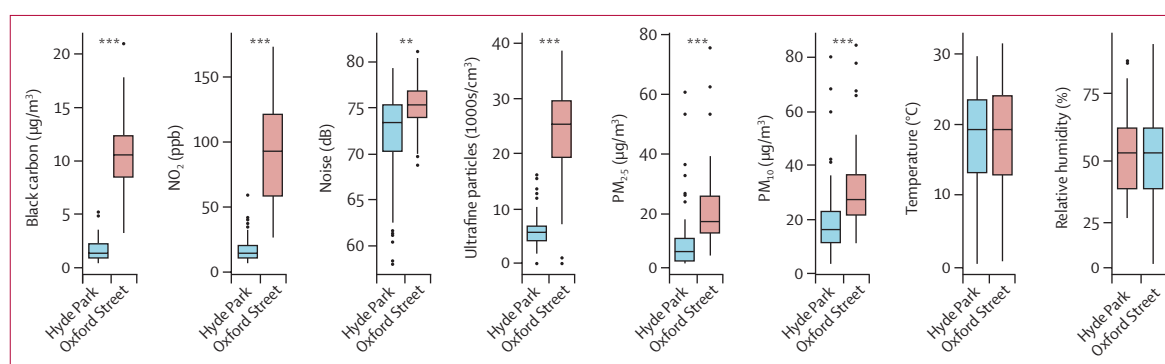 Black carbon (µg/m³)
20
15
10
5
0
***
Hyde Park
Oxford Street
NO₂ (ppb)
150
100
50
0
***
Hyde Park
Oxford Street
Noise (dB)
80
75
70
65
60
**
Hyde Park
Oxford Street
Ultrafine particles (1000s/cm³)
40
30
20
10
0
***
Hyde Park
Oxford Street
PM₂·₅ (µg/m³)
80
60
40
20
0
***
Hyde Park
Oxford Street
PM₁₀ (µg/m³)
80
60
40
20
0
***
Hyde Park
Oxford Street
Temperature (°C)
30
20
10
0
Hyde Park
Oxford Street
Relative humidity (%)
75
50
25
0
Hyde Park
Oxford Street